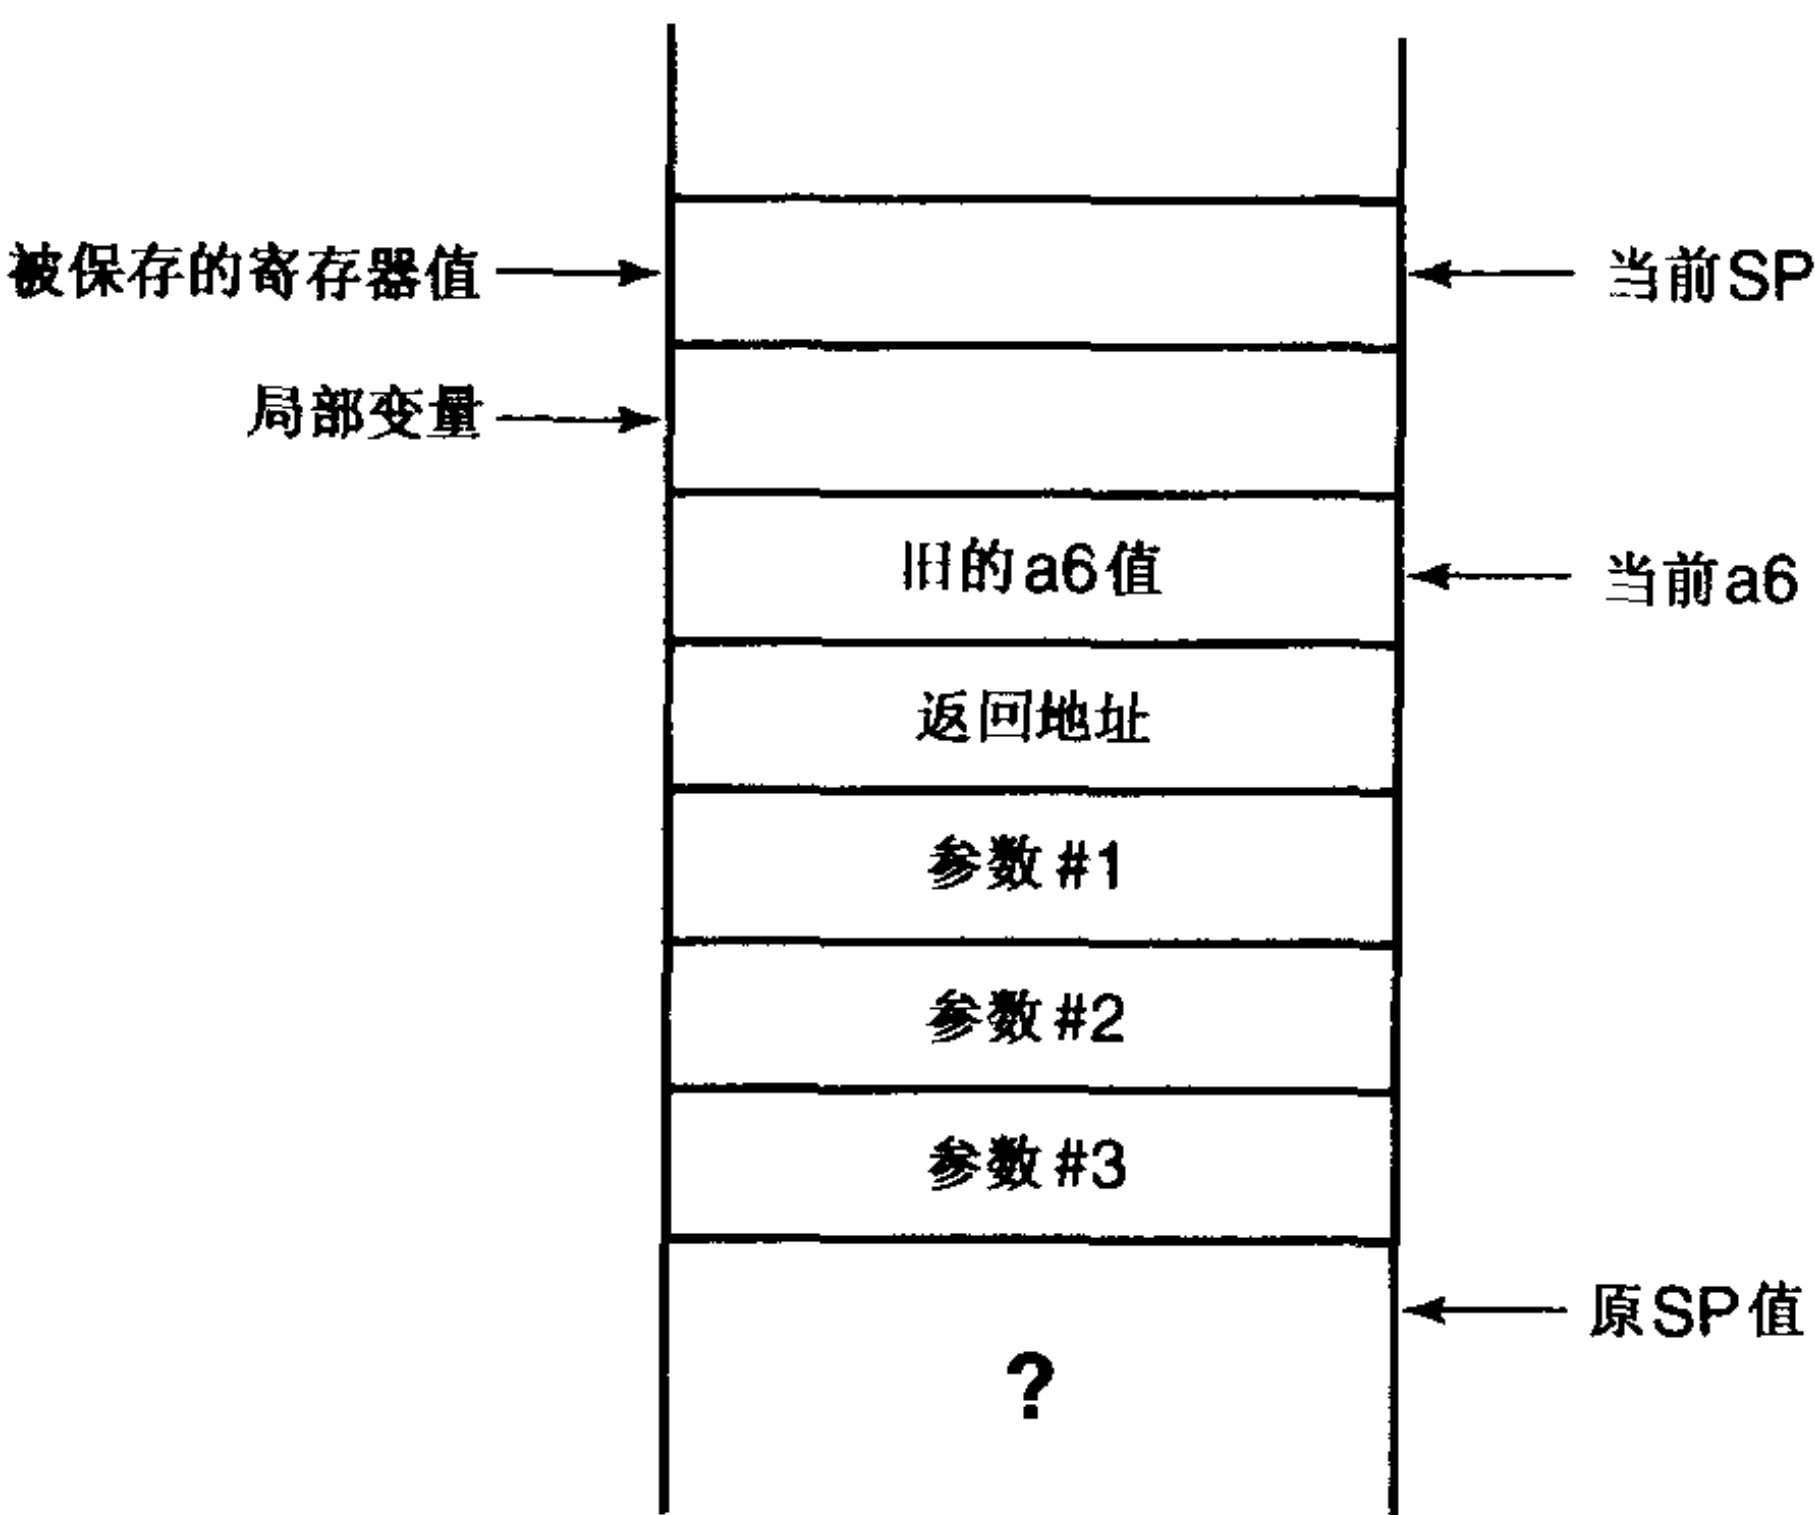 被保存的寄存器值
当前SP
局部变量
旧的a6值
当前a6
返回地址
参数#1
参数#2
参数#3
原SP值
?